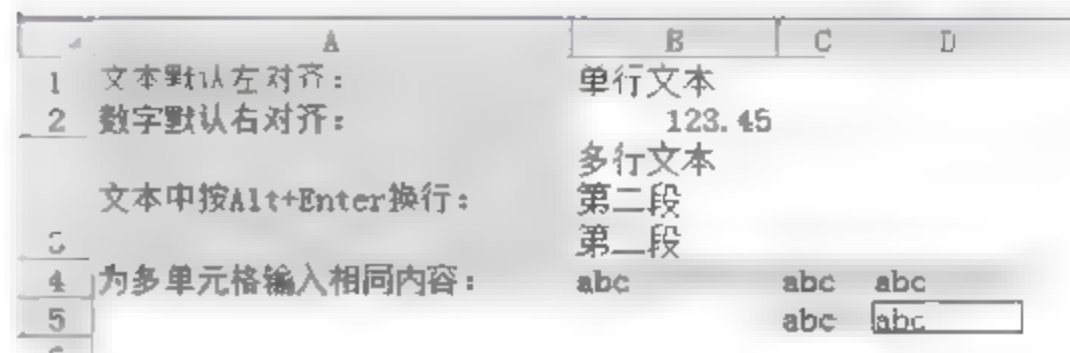 A B C D
1 文本默认左对齐： 单行文本
2 数字默认右对齐： 123.45
多行文本
文本中按Alt+Enter换行： 第二段
3 第二段
4 为多单元格输入相同内容： abc abc abc
5 abc abc